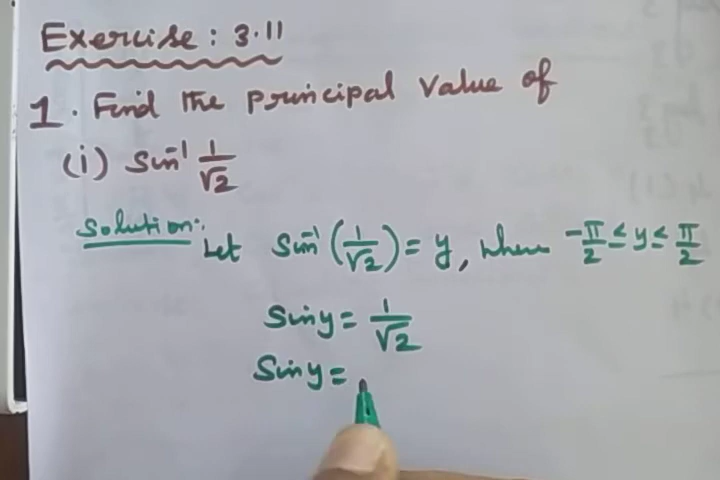 Exercise: 3.11
1. Find the principal value of
(i) Sin⁻¹ 1/√2
Solution:
Let Sin⁻¹(1/√2) = y, where -π/2 ≤ y ≤ π/2
Sin y = 1/√2
Sin y =